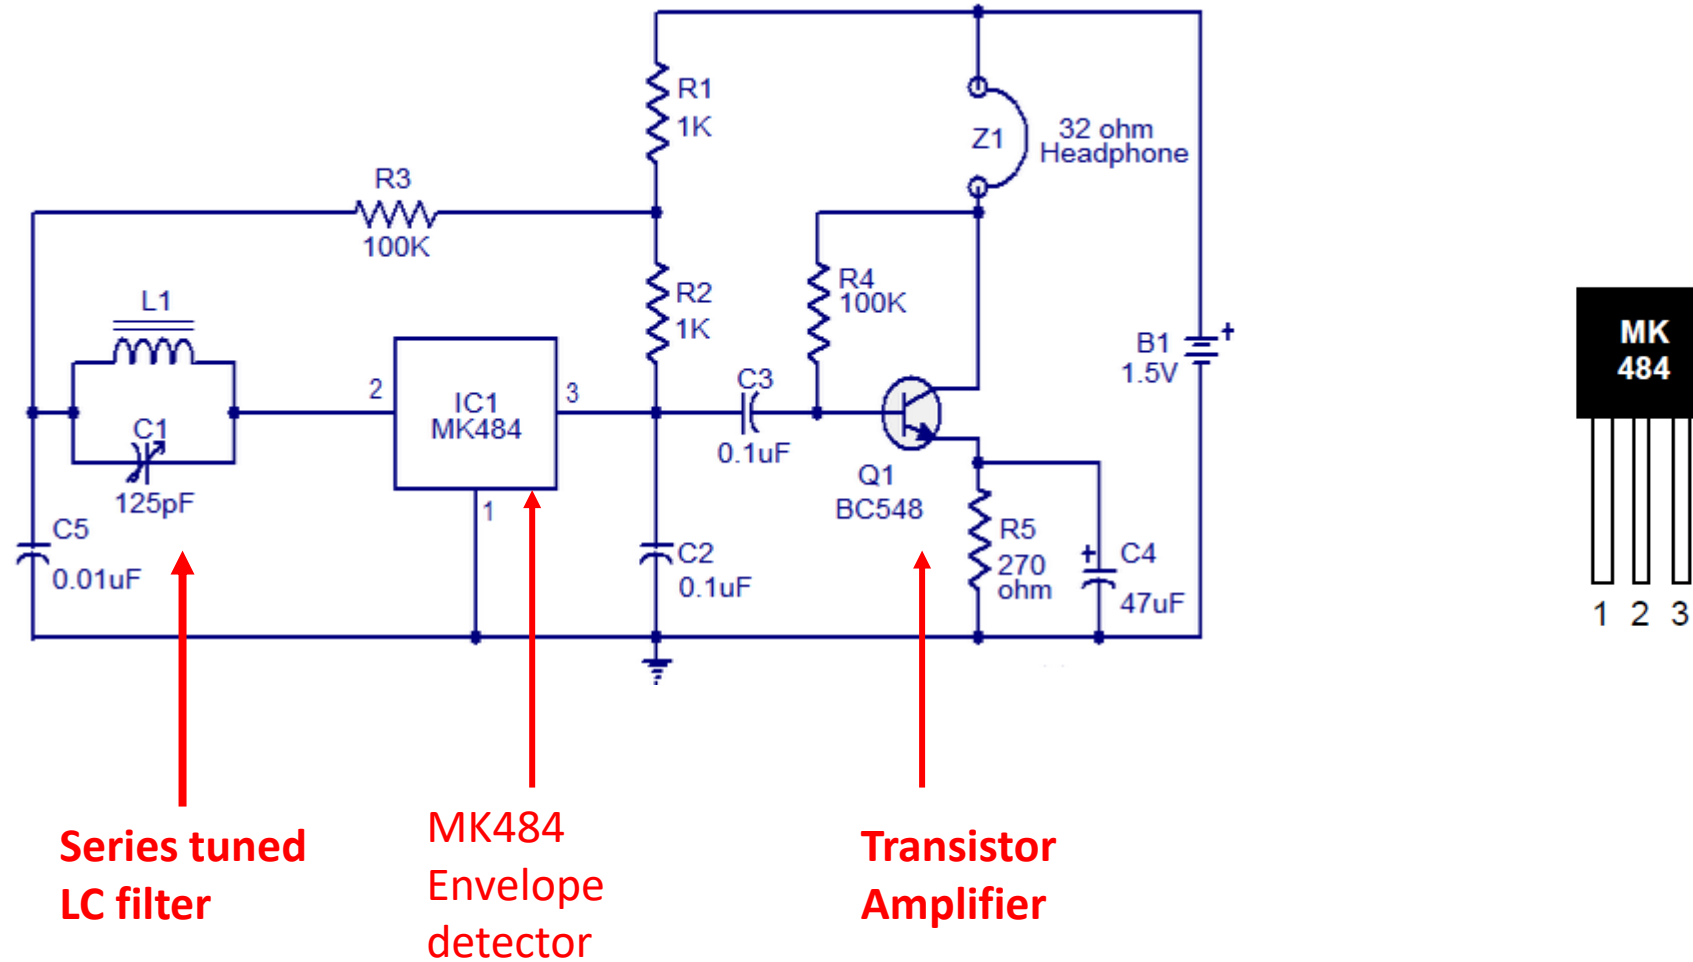 R1
1K
Z1
32 ohm
Headphone
R3
100K
L1
R2
1K
R4
100K
B1
1.5V
+
MK
484
2
IC1
MK484
3
C3
0.1uF
C1
125pF
Q1
BC548
1
C5
0.01uF
C2
0.1uF
R5
270
ohm
+
C4
47uF
1 2 3
Series tuned
LC filter
MK484
Envelope
detector
Transistor
Amplifier